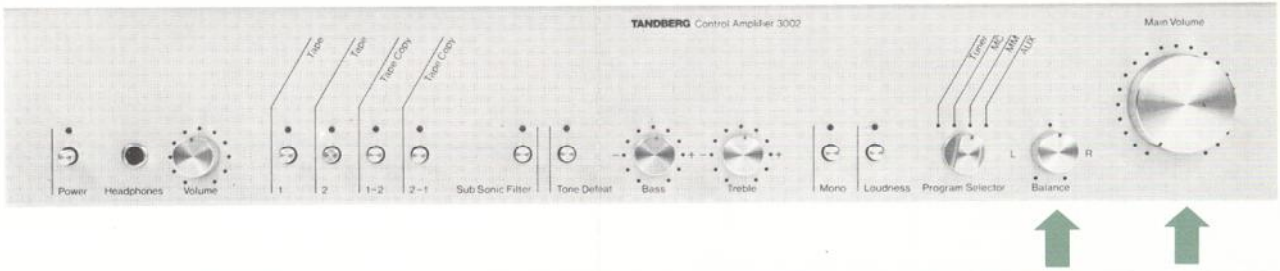 TANDBERG Control Amplifier 3002
Main Volume
Tape
Tape
Tape Copy
Tape Copy
Tuner
MC
MM
AUX
- + - +
L R
Power Headphones Volume 1 2 1-2 2-1 Sub Sonic Filter Tone Defeat Bass Treble Mono Loudness Program Selector Balance